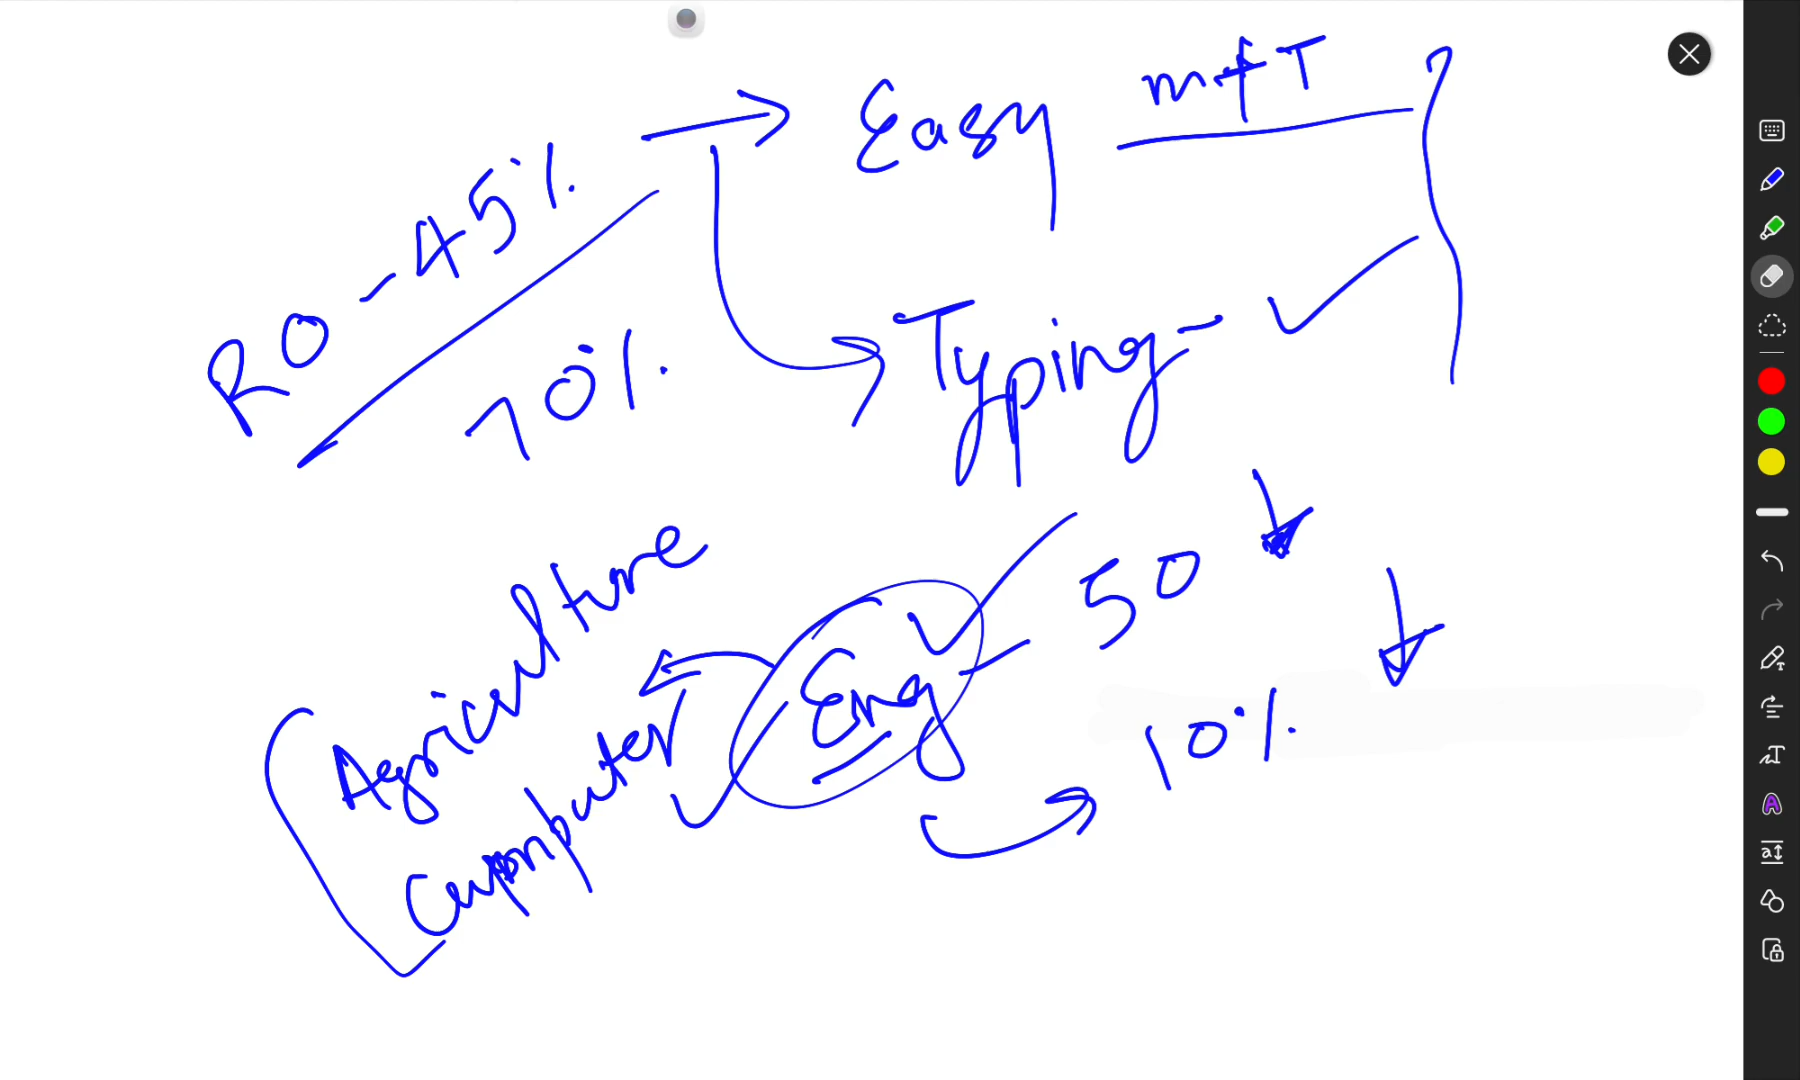 mfT
Easy
RO - 45%
70%
Typing -
50
Agriculture
Eng -
Computer
10%